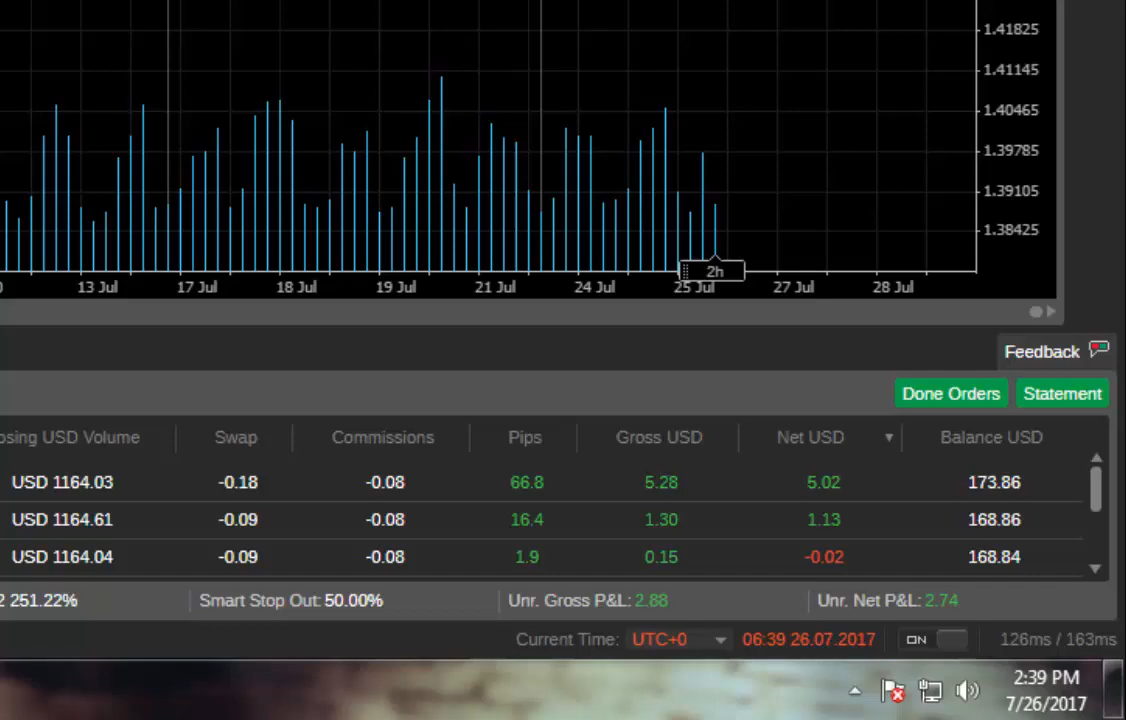 1.41825
1.41145
1.40465
1.39785
1.39105
1.38425
2h
13 Jul 17 Jul 18 Jul 19 Jul 21 Jul 24 Jul 25 Jul 27 Jul 28 Jul
Feedback
Done Orders Statement
osing USD Volume Swap Commissions Pips Gross USD Net USD ▼ Balance USD
USD 1164.03 -0.18 -0.08 66.8 5.28 5.02 173.86
USD 1164.61 -0.09 -0.08 16.4 1.30 1.13 168.86
USD 1164.04 -0.09 -0.08 1.9 0.15 -0.02 168.84
2 251.22% Smart Stop Out: 50.00% Unr. Gross P&L: 2.88 Unr. Net P&L: 2.74
Current Time: UTC+0 06:39 26.07.2017 ON 126ms / 163ms
2:39 PM
7/26/2017